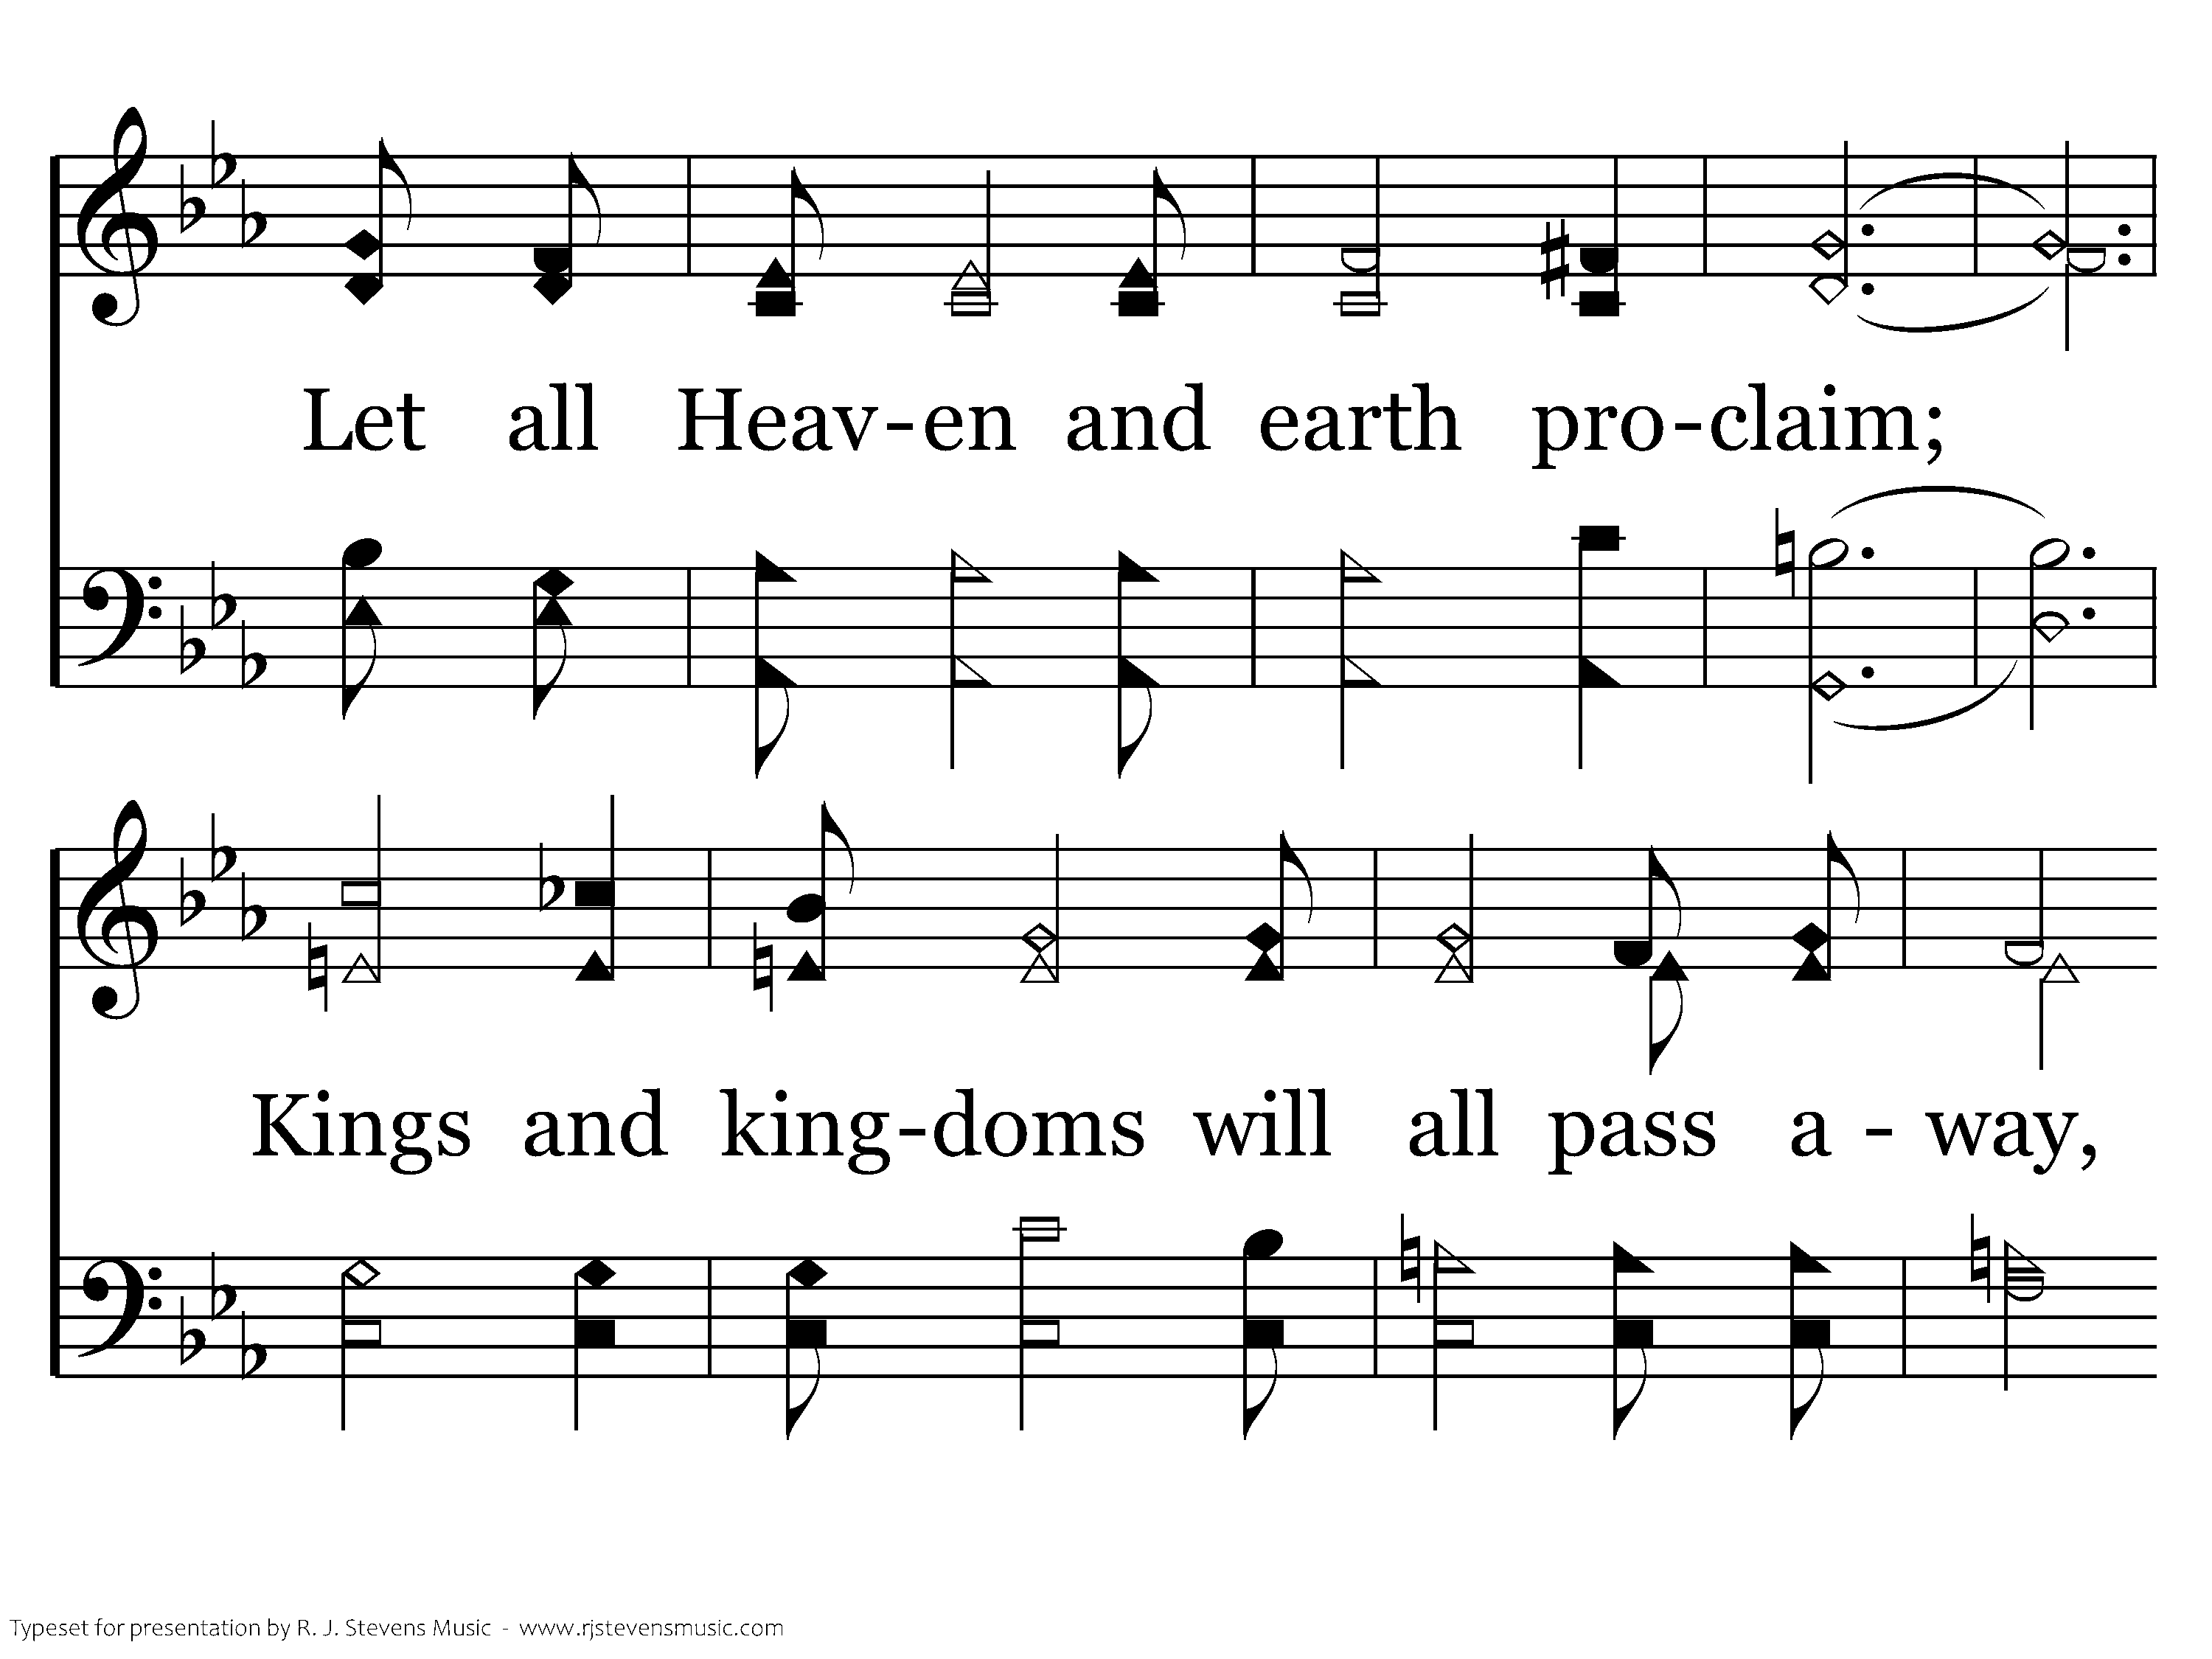 Let all Heav-en and earth pro-claim;
Kings and king-doms will all pass a - way,
Typeset for presentation by R. J. Stevens Music - www.rjstevensmusic.com